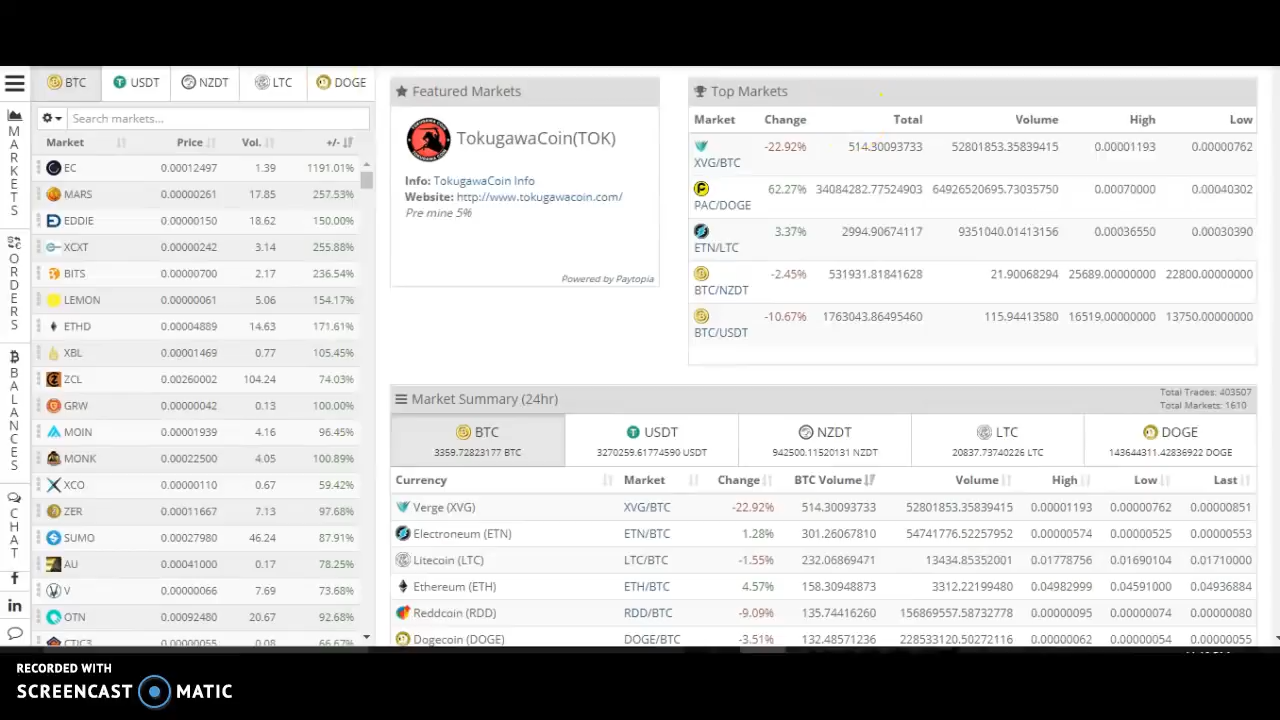 BTC USDT NZDT LTC DOGE
MARKETS
ORDERS
BALANCES
CHAT
Search markets...
Market Price Vol. +/-
EC 0.00012497 1.39 1191.01%
MARS 0.00000261 17.85 257.53%
EDDIE 0.00000150 18.62 150.00%
XCXT 0.00000242 3.14 255.88%
BITS 0.00000700 2.17 236.54%
LEMON 0.00000061 5.06 154.17%
ETHD 0.00004889 14.63 171.61%
XBL 0.00001469 0.77 105.45%
ZCL 0.00260002 104.24 74.03%
GRW 0.00000042 0.13 100.00%
MOIN 0.00001939 4.16 96.45%
MONK 0.00022500 4.05 100.89%
XCO 0.00000110 0.67 59.42%
ZER 0.00011667 7.13 97.68%
SUMO 0.00027980 46.24 87.91%
AU 0.00041000 0.17 78.25%
V 0.00000066 7.69 73.68%
OTN 0.00092480 20.67 92.68%
CTIC3 0.00000055 0.08 66.67%
Featured Markets
TokugawaCoin(TOK)
Info: TokugawaCoin Info
Website: http://www.tokugawacoin.com/
Pre mine 5%
Powered by Paytopia
Top Markets
Market Change Total Volume High Low
XVG/BTC -22.92% 514.30093733 52801853.35839415 0.00001193 0.00000762
PAC/DOGE 62.27% 34084282.77524903 64926520695.73035750 0.00070000 0.00040302
ETN/LTC 3.37% 2994.90674117 9351040.01413156 0.00036550 0.00030390
BTC/NZDT -2.45% 531931.81841628 21.90068294 25689.00000000 22800.00000000
BTC/USDT -10.67% 1763043.86495460 115.94413580 16519.00000000 13750.00000000
Market Summary (24hr)
Total Trades: 403507
Total Markets: 1610
BTC USDT NZDT LTC DOGE
3359.72823177 BTC 3270259.61774590 USDT 942500.11520131 NZDT 20837.73740226 LTC 143644311.42836922 DOGE
Currency Market Change BTC Volume Volume High Low Last
Verge (XVG) XVG/BTC -22.92% 514.30093733 52801853.35839415 0.00001193 0.00000762 0.00000851
Electroneum (ETN) ETN/BTC 1.28% 301.26067810 54741776.52257952 0.00000574 0.00000525 0.00000553
Litecoin (LTC) LTC/BTC -1.55% 232.06869471 13434.85352041 0.01778756 0.01690104 0.01710000
Ethereum (ETH) ETH/BTC 4.57% 158.30948873 3312.22199480 0.04982999 0.04591000 0.04936884
Reddcoin (RDD) RDD/BTC -9.09% 135.74416260 156869557.58732778 0.00000095 0.00000074 0.00000080
Dogecoin (DOGE) DOGE/BTC -3.51% 132.48571236 228533120.50272116 0.00000062 0.00000054 0.00000055
RECORDED WITH
SCREENCAST MATIC